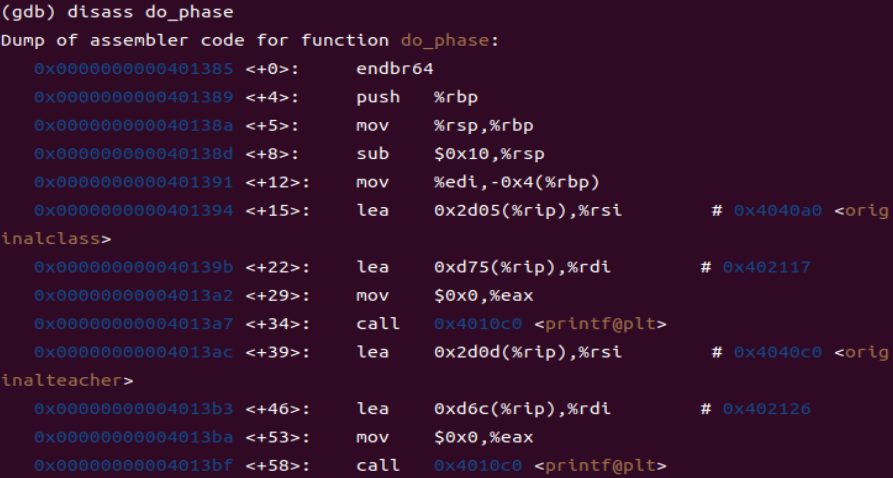 (gdb) disass do_phase
Dump of assembler code for function do_phase:
   0x0000000000401385 <+0>:     endbr64
   0x0000000000401389 <+4>:     push   %rbp
   0x000000000040138a <+5>:     mov    %rsp,%rbp
   0x000000000040138d <+8>:     sub    $0x10,%rsp
   0x0000000000401391 <+12>:    mov    %edi,-0x4(%rbp)
   0x0000000000401394 <+15>:    lea    0x2d05(%rip),%rsi        # 0x4040a0 <orig
inalclass>
   0x000000000040139b <+22>:    lea    0xd75(%rip),%rdi        # 0x402117
   0x00000000004013a2 <+29>:    mov    $0x0,%eax
   0x00000000004013a7 <+34>:    call   0x4010c0 <printf@plt>
   0x00000000004013ac <+39>:    lea    0x2d0d(%rip),%rsi        # 0x4040c0 <orig
inalteacher>
   0x00000000004013b3 <+46>:    lea    0xd6c(%rip),%rdi        # 0x402126
   0x00000000004013ba <+53>:    mov    $0x0,%eax
   0x00000000004013bf <+58>:    call   0x4010c0 <printf@plt>